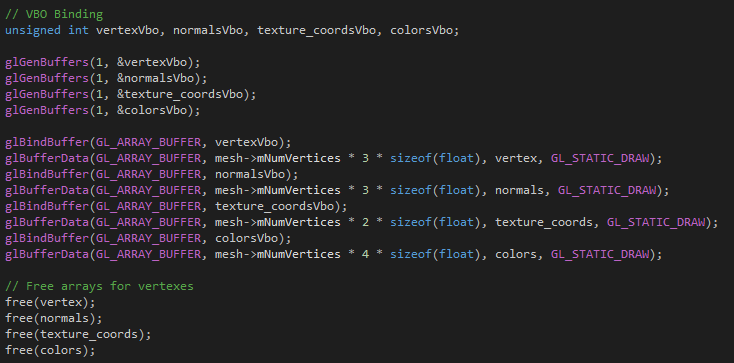 // VBO Binding
unsigned int vertexVbo, normalsVbo, texture_coordsVbo, colorsVbo;
glGenBuffers(1, &vertexVbo);
glGenBuffers(1, &normalsVbo);
glGenBuffers(1, &texture_coordsVbo);
glGenBuffers(1, &colorsVbo);
glBindBuffer(GL_ARRAY_BUFFER, vertexVbo);
glBufferData(GL_ARRAY_BUFFER, mesh->mNumVertices * 3 * sizeof(float), vertex, GL_STATIC_DRAW);
glBindBuffer(GL_ARRAY_BUFFER, normalsVbo);
glBufferData(GL_ARRAY_BUFFER, mesh->mNumVertices * 3 * sizeof(float), normals, GL_STATIC_DRAW);
glBindBuffer(GL_ARRAY_BUFFER, texture_coordsVbo);
glBufferData(GL_ARRAY_BUFFER, mesh->mNumVertices * 2 * sizeof(float), texture_coords, GL_STATIC_DRAW);
glBindBuffer(GL_ARRAY_BUFFER, colorsVbo);
glBufferData(GL_ARRAY_BUFFER, mesh->mNumVertices * 4 * sizeof(float), colors, GL_STATIC_DRAW);
// Free arrays for vertexes
free(vertex);
free(normals);
free(texture_coords);
free(colors);